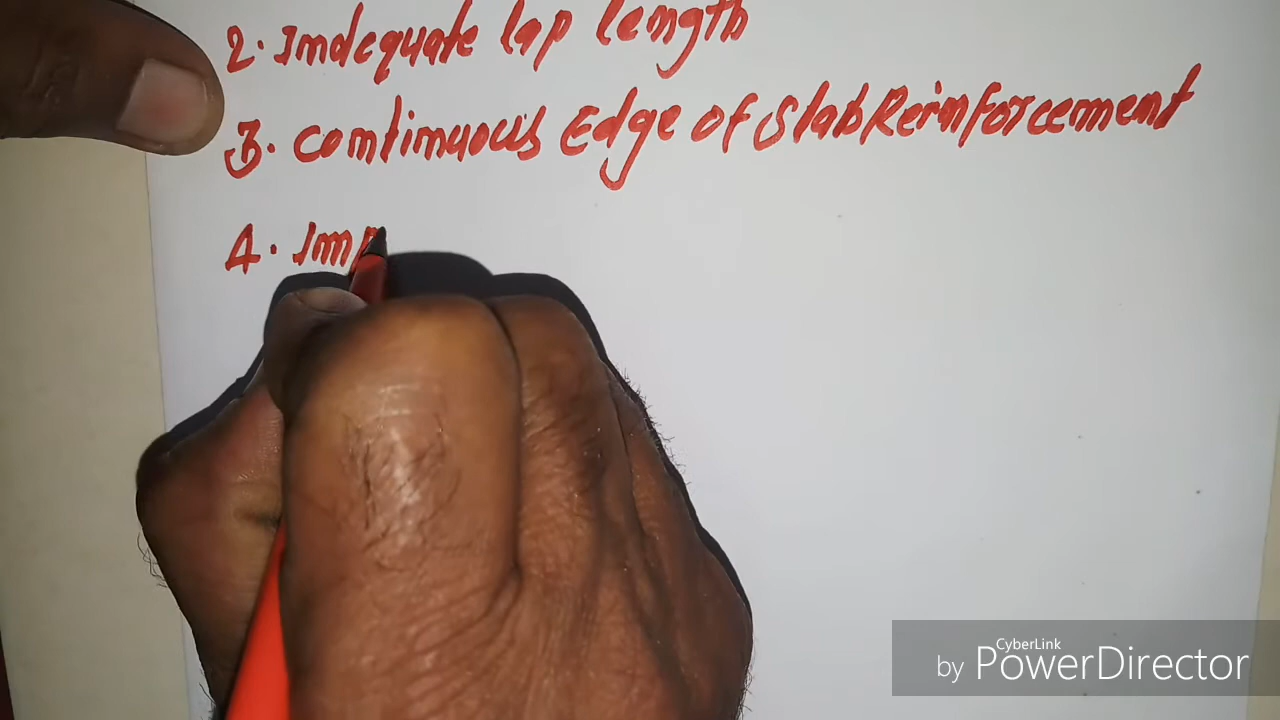 2. Imdequate lap length
3. Continuous Edge of Slab Reinforcement
4. Imp
by CyberLink PowerDirector